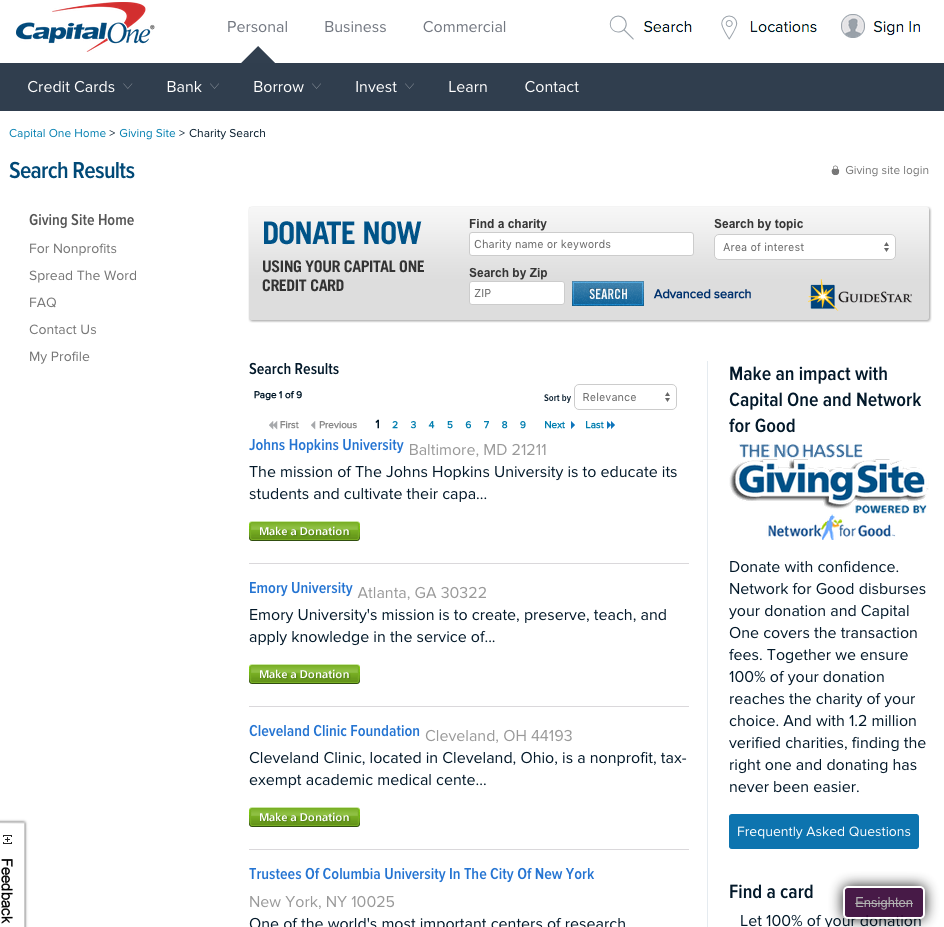 CapitalOne
Personal Business Commercial Search Locations Sign In
Credit Cards Bank Borrow Invest Learn Contact
Capital One Home > Giving Site > Charity Search
Search Results
Giving site login
Giving Site Home
For Nonprofits
Spread The Word
FAQ
Contact Us
My Profile
DONATE NOW
USING YOUR CAPITAL ONE
CREDIT CARD
Find a charity
Charity name or keywords
Search by Zip
ZIP
SEARCH
Advanced search
Search by topic
Area of interest
GUIDESTAR
Search Results
Page 1 of 9
Sort by Relevance
First Previous 1 2 3 4 5 6 7 8 9 Next Last
Johns Hopkins University Baltimore, MD 21211
The mission of The Johns Hopkins University is to educate its
students and cultivate their capa...
Make a Donation
Emory University Atlanta, GA 30322
Emory University's mission is to create, preserve, teach, and
apply knowledge in the service of...
Make a Donation
Cleveland Clinic Foundation Cleveland, OH 44193
Cleveland Clinic, located in Cleveland, Ohio, is a nonprofit, tax-
exempt academic medical cente...
Make a Donation
Trustees Of Columbia University In The City Of New York
New York, NY 10025
One of the world's most important centers of research
Make an impact with
Capital One and Network
for Good
THE NO HASSLE
GivingSite
POWERED BY
Network for Good
Donate with confidence.
Network for Good disburses
your donation and Capital
One covers the transaction
fees. Together we ensure
100% of your donation
reaches the charity of your
choice. And with 1.2 million
verified charities, finding the
right one and donating has
never been easier.
Frequently Asked Questions
Find a card
Let 100% of your donation
Ensighten
[+] Feedback